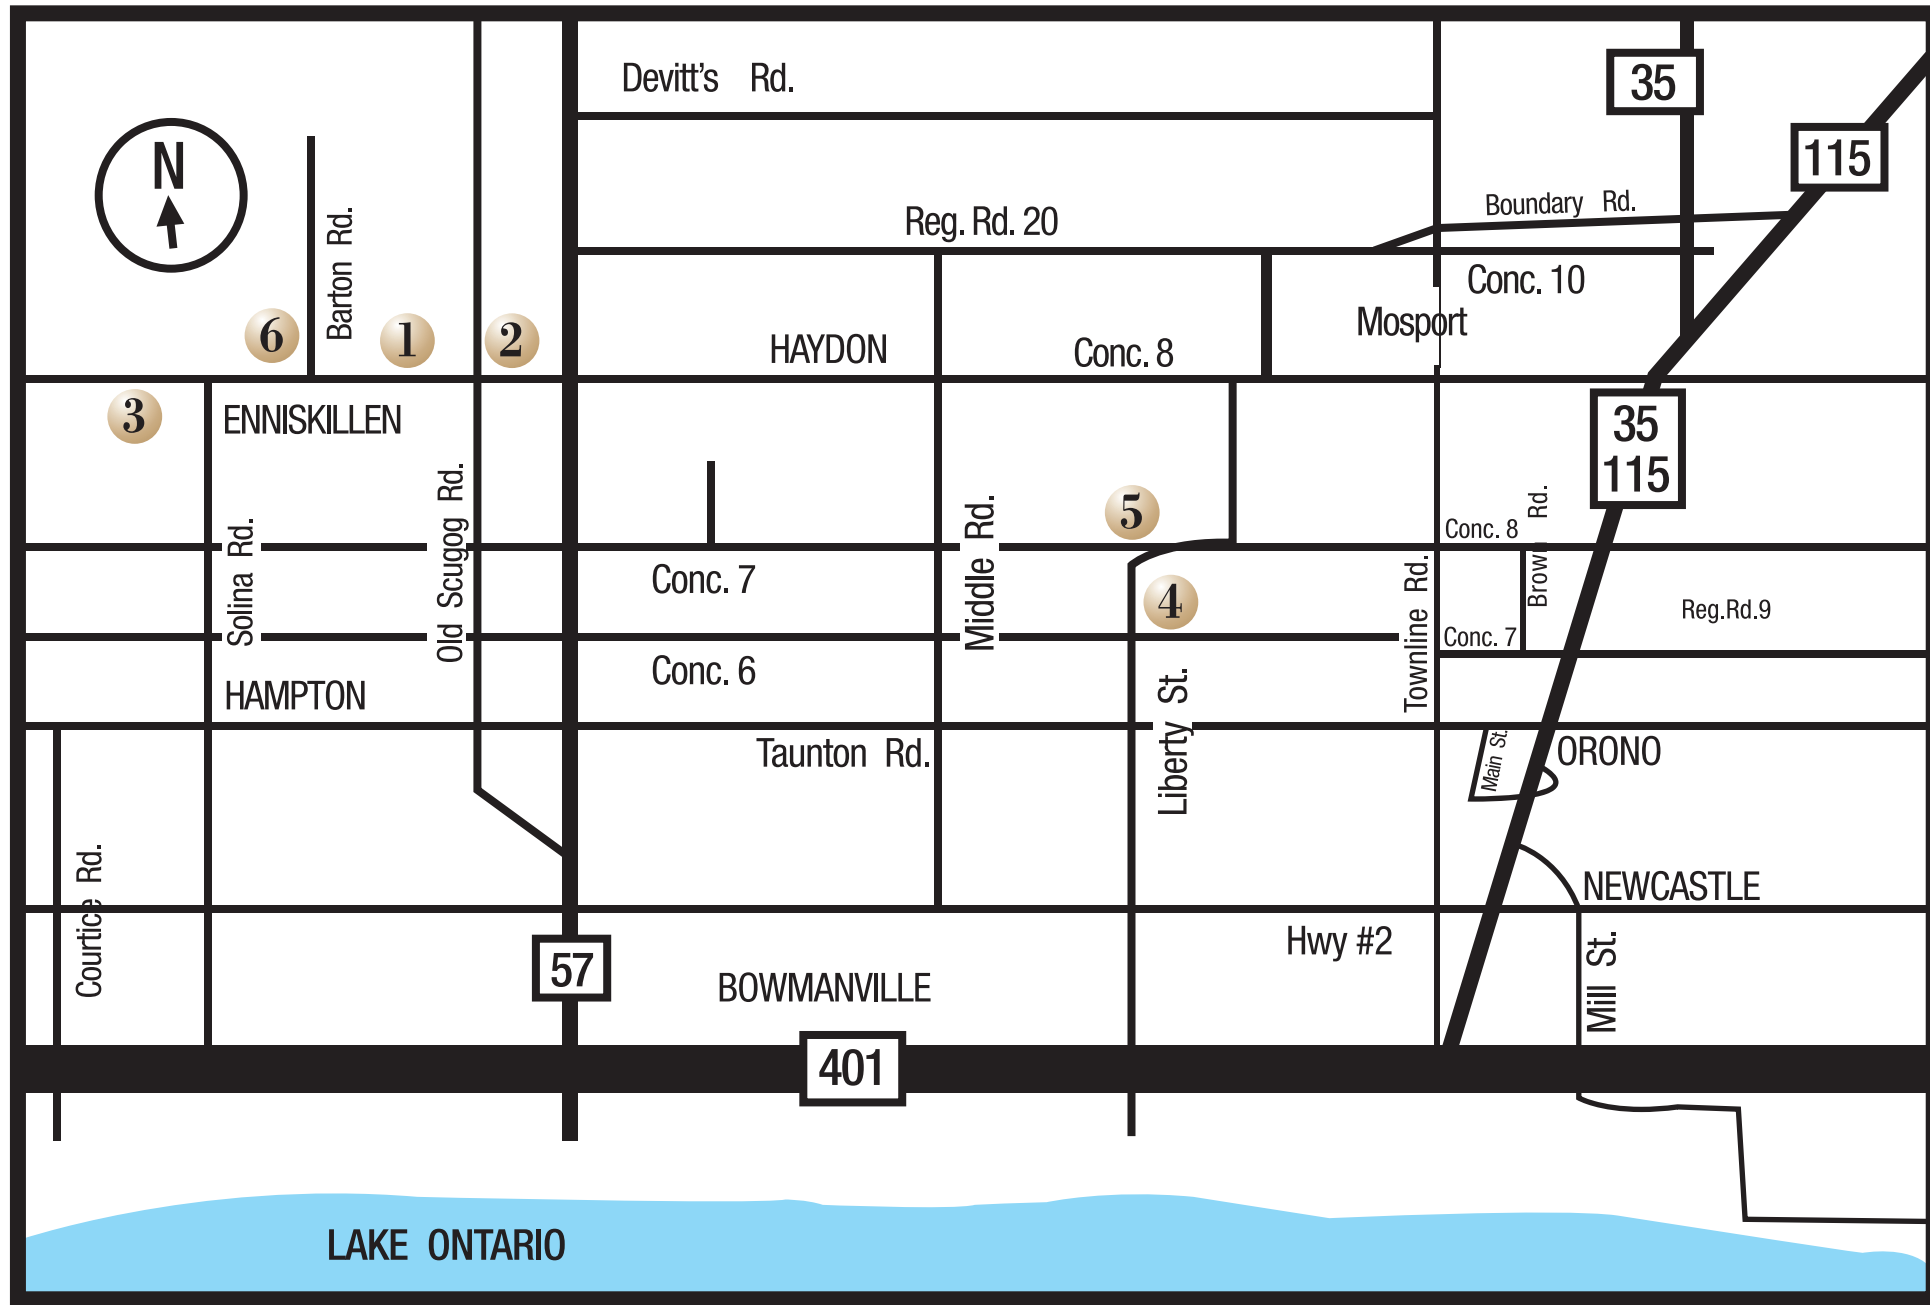 Devitt's Rd.
35
115
N
Barton Rd.
Reg. Rd. 20
Boundary Rd.
Conc. 10
6
1
2
HAYDON
Conc. 8
Mosport
3
ENNISKILLEN
35
115
Solina Rd.
Old Scugog Rd.
Middle Rd.
5
Conc. 8
Brown Rd.
Conc. 7
4
Townline Rd.
Reg.Rd.9
Conc. 7
Conc. 6
HAMPTON
Liberty St.
Taunton Rd.
Main St.
ORONO
Courtice Rd.
NEWCASTLE
Hwy #2
57
BOWMANVILLE
Mill St.
401
LAKE ONTARIO